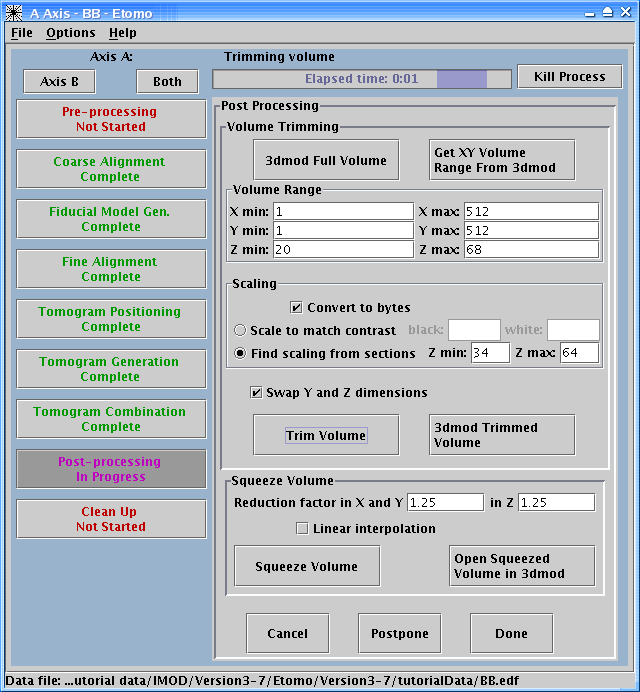 A Axis - BB - Etomo
File Options Help
Axis A: Trimming volume
Axis B Both Elapsed time: 0:01 Kill Process
Pre-processing
Not Started
Coarse Alignment
Complete
Fiducial Model Gen.
Complete
Fine Alignment
Complete
Tomogram Positioning
Complete
Tomogram Generation
Complete
Tomogram Combination
Complete
Post-processing
In Progress
Clean Up
Not Started
Post Processing
Volume Trimming
3dmod Full Volume
Get XY Volume
Range From 3dmod
Volume Range
X min: 1 X max: 512
Y min: 1 Y max: 512
Z min: 20 Z max: 68
Scaling
Convert to bytes
Scale to match contrast black: white:
Find scaling from sections Z min: 34 Z max: 64
Swap Y and Z dimensions
Trim Volume
3dmod Trimmed
Volume
Squeeze Volume
Reduction factor in X and Y 1.25 in Z 1.25
Linear interpolation
Squeeze Volume
Open Squeezed
Volume in 3dmod
Cancel Postpone Done
Data file: ...utorial data/IMOD/Version3-7/Etomo/Version3-7/tutorialData/BB.edf